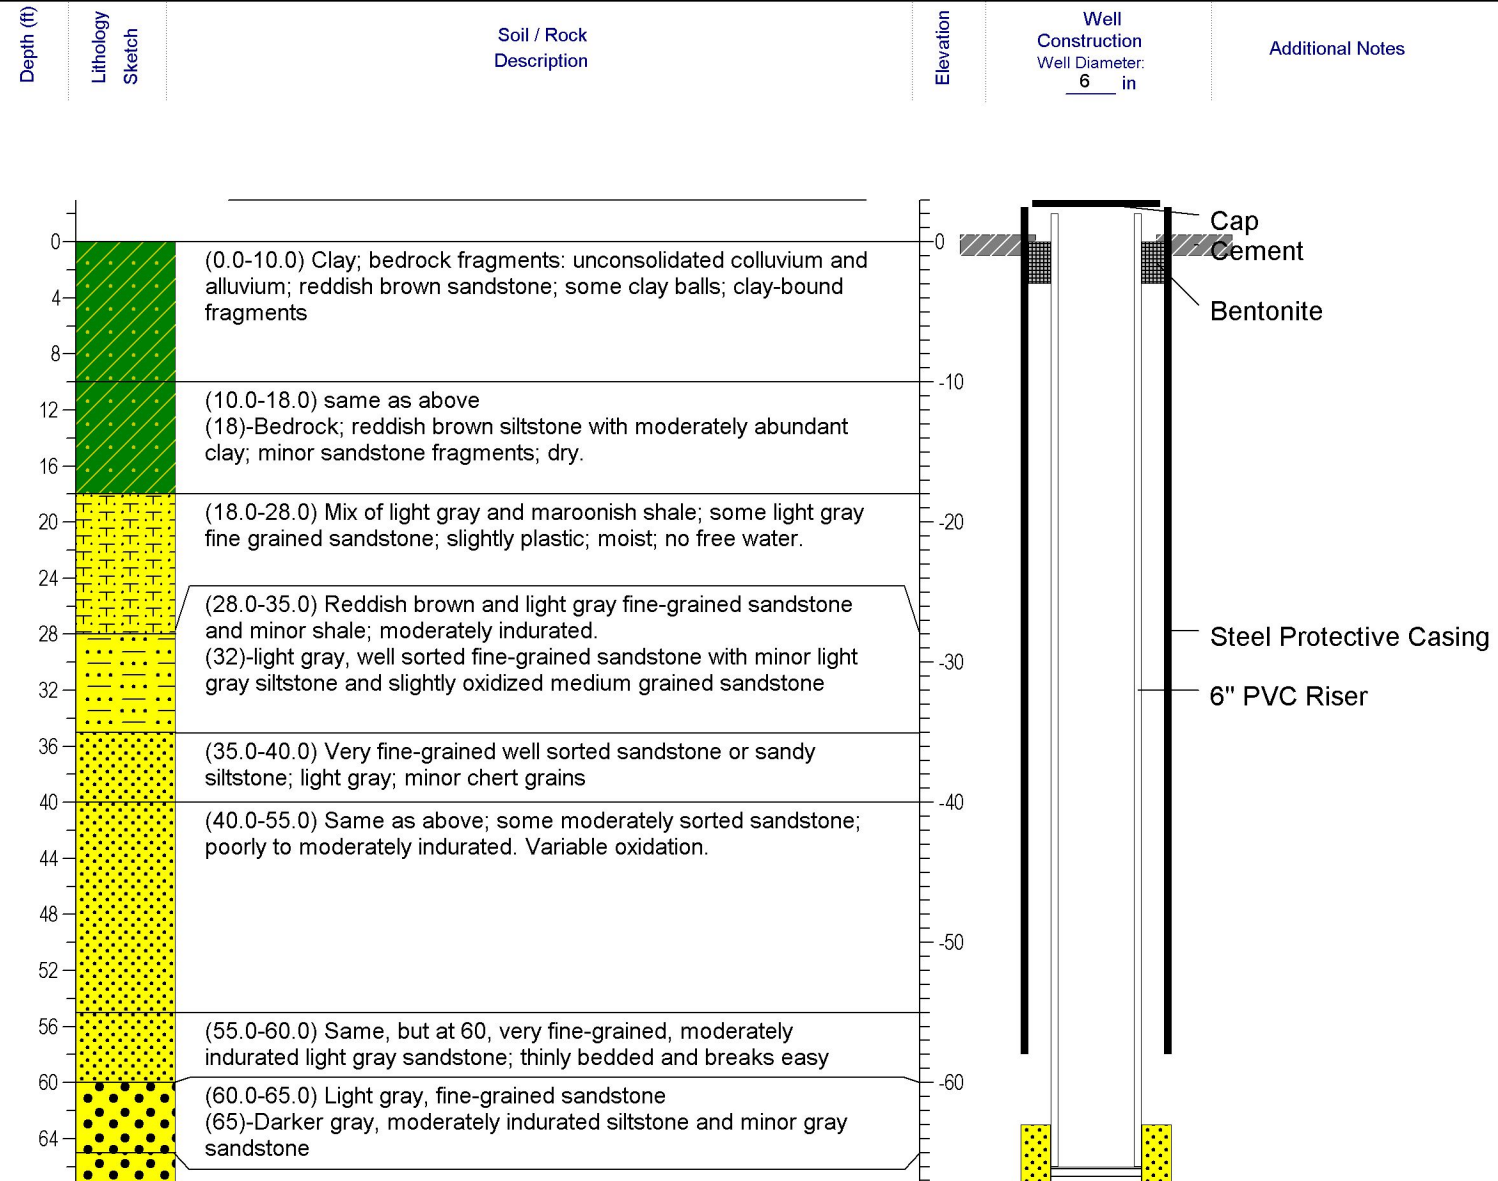 Depth (ft)
Lithology
Sketch
Soil / Rock
Description
Elevation
Well
Construction
Well Diameter:
6 in
Additional Notes
Cap
0
0
(0.0-10.0) Clay; bedrock fragments: unconsolidated colluvium and
alluvium; reddish brown sandstone; some clay balls; clay-bound
fragments
Cement
4
Bentonite
8
-10
(10.0-18.0) same as above
(18)-Bedrock; reddish brown siltstone with moderately abundant
clay; minor sandstone fragments; dry.
12
16
(18.0-28.0) Mix of light gray and maroonish shale; some light gray
fine grained sandstone; slightly plastic; moist; no free water.
20
-20
24
(28.0-35.0) Reddish brown and light gray fine-grained sandstone
and minor shale; moderately indurated.
(32)-light gray, well sorted fine-grained sandstone with minor light
gray siltstone and slightly oxidized medium grained sandstone
28
Steel Protective Casing
-30
32
6" PVC Riser
(35.0-40.0) Very fine-grained well sorted sandstone or sandy
siltstone; light gray; minor chert grains
36
40
-40
(40.0-55.0) Same as above; some moderately sorted sandstone;
poorly to moderately indurated. Variable oxidation.
44
48
-50
52
56
(55.0-60.0) Same, but at 60, very fine-grained, moderately
indurated light gray sandstone; thinly bedded and breaks easy
60
-60
(60.0-65.0) Light gray, fine-grained sandstone
(65)-Darker gray, moderately indurated siltstone and minor gray
sandstone
64